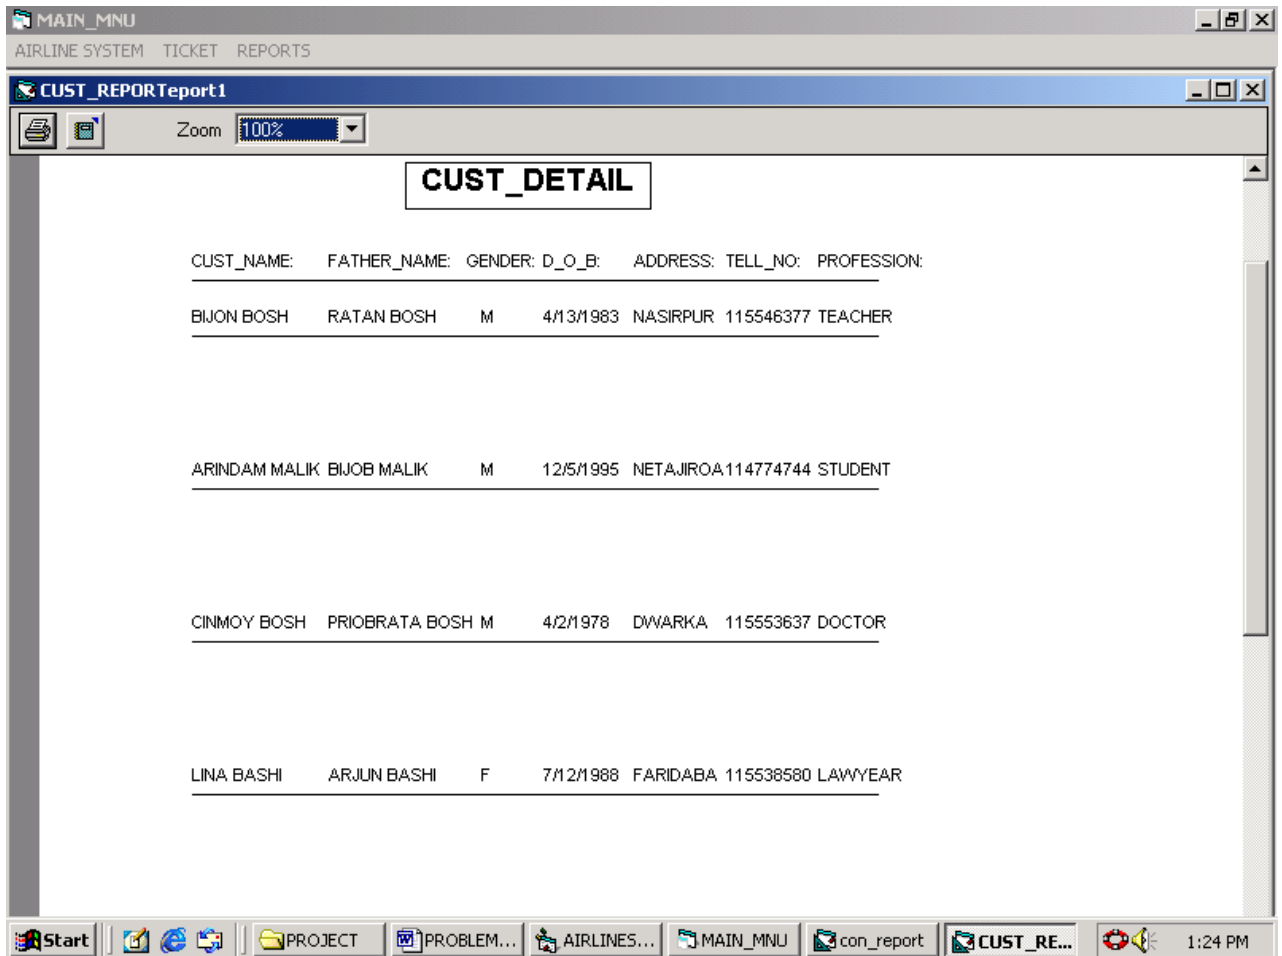 MAIN_MNU
AIRLINE SYSTEM TICKET REPORTS
CUST_REPORTeport1
Zoom 100%
CUST_DETAIL
CUST_NAME: FATHER_NAME: GENDER: D_O_B: ADDRESS: TELL_NO: PROFESSION:
BIJON BOSH RATAN BOSH M 4/13/1983 NASIRPUR 115546377 TEACHER
ARINDAM MALIK BIJOB MALIK M 12/5/1995 NETAJIROA 114774744 STUDENT
CINMOY BOSH PRIOBRATA BOSH M 4/2/1978 DWARKA 115553637 DOCTOR
LINA BASHI ARJUN BASHI F 7/12/1988 FARIDABA 115538580 LAWYEAR
Start PROJECT PROBLEM... AIRLINES... MAIN_MNU con_report CUST_RE... 1:24 PM